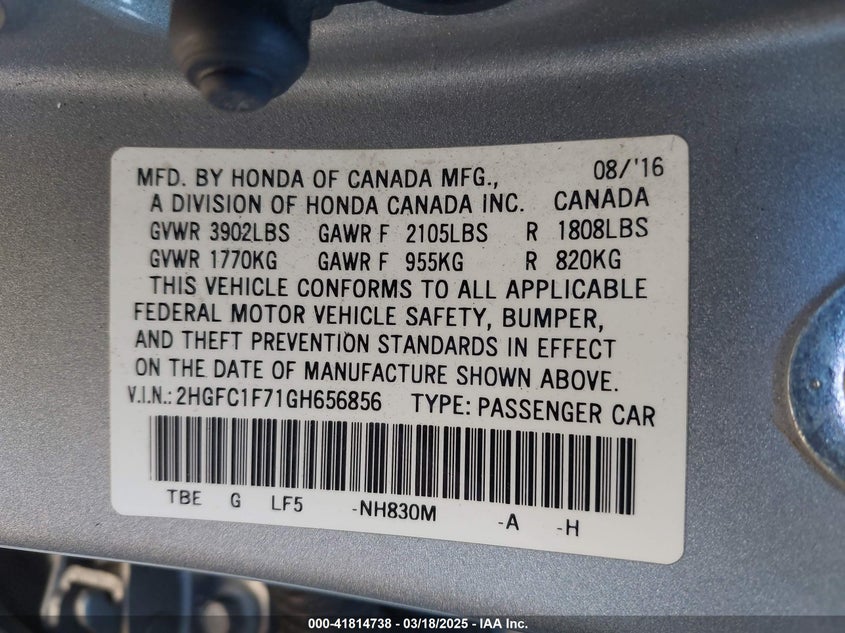 MFD. BY HONDA OF CANADA MFG., 08/'16
A DIVISION OF HONDA CANADA INC. CANADA
GVWR 3902LBS GAWR F 2105LBS R 1808LBS
GVWR 1770KG GAWR F 955KG R 820KG
THIS VEHICLE CONFORMS TO ALL APPLICABLE
FEDERAL MOTOR VEHICLE SAFETY, BUMPER,
AND THEFT PREVENTION STANDARDS IN EFFECT
ON THE DATE OF MANUFACTURE SHOWN ABOVE.
V.I.N.: 2HGFC1F71GH656856 TYPE: PASSENGER CAR
TBE G LF5 -NH830M -A -H
000-41814738 - 03/18/2025 - IAA Inc.